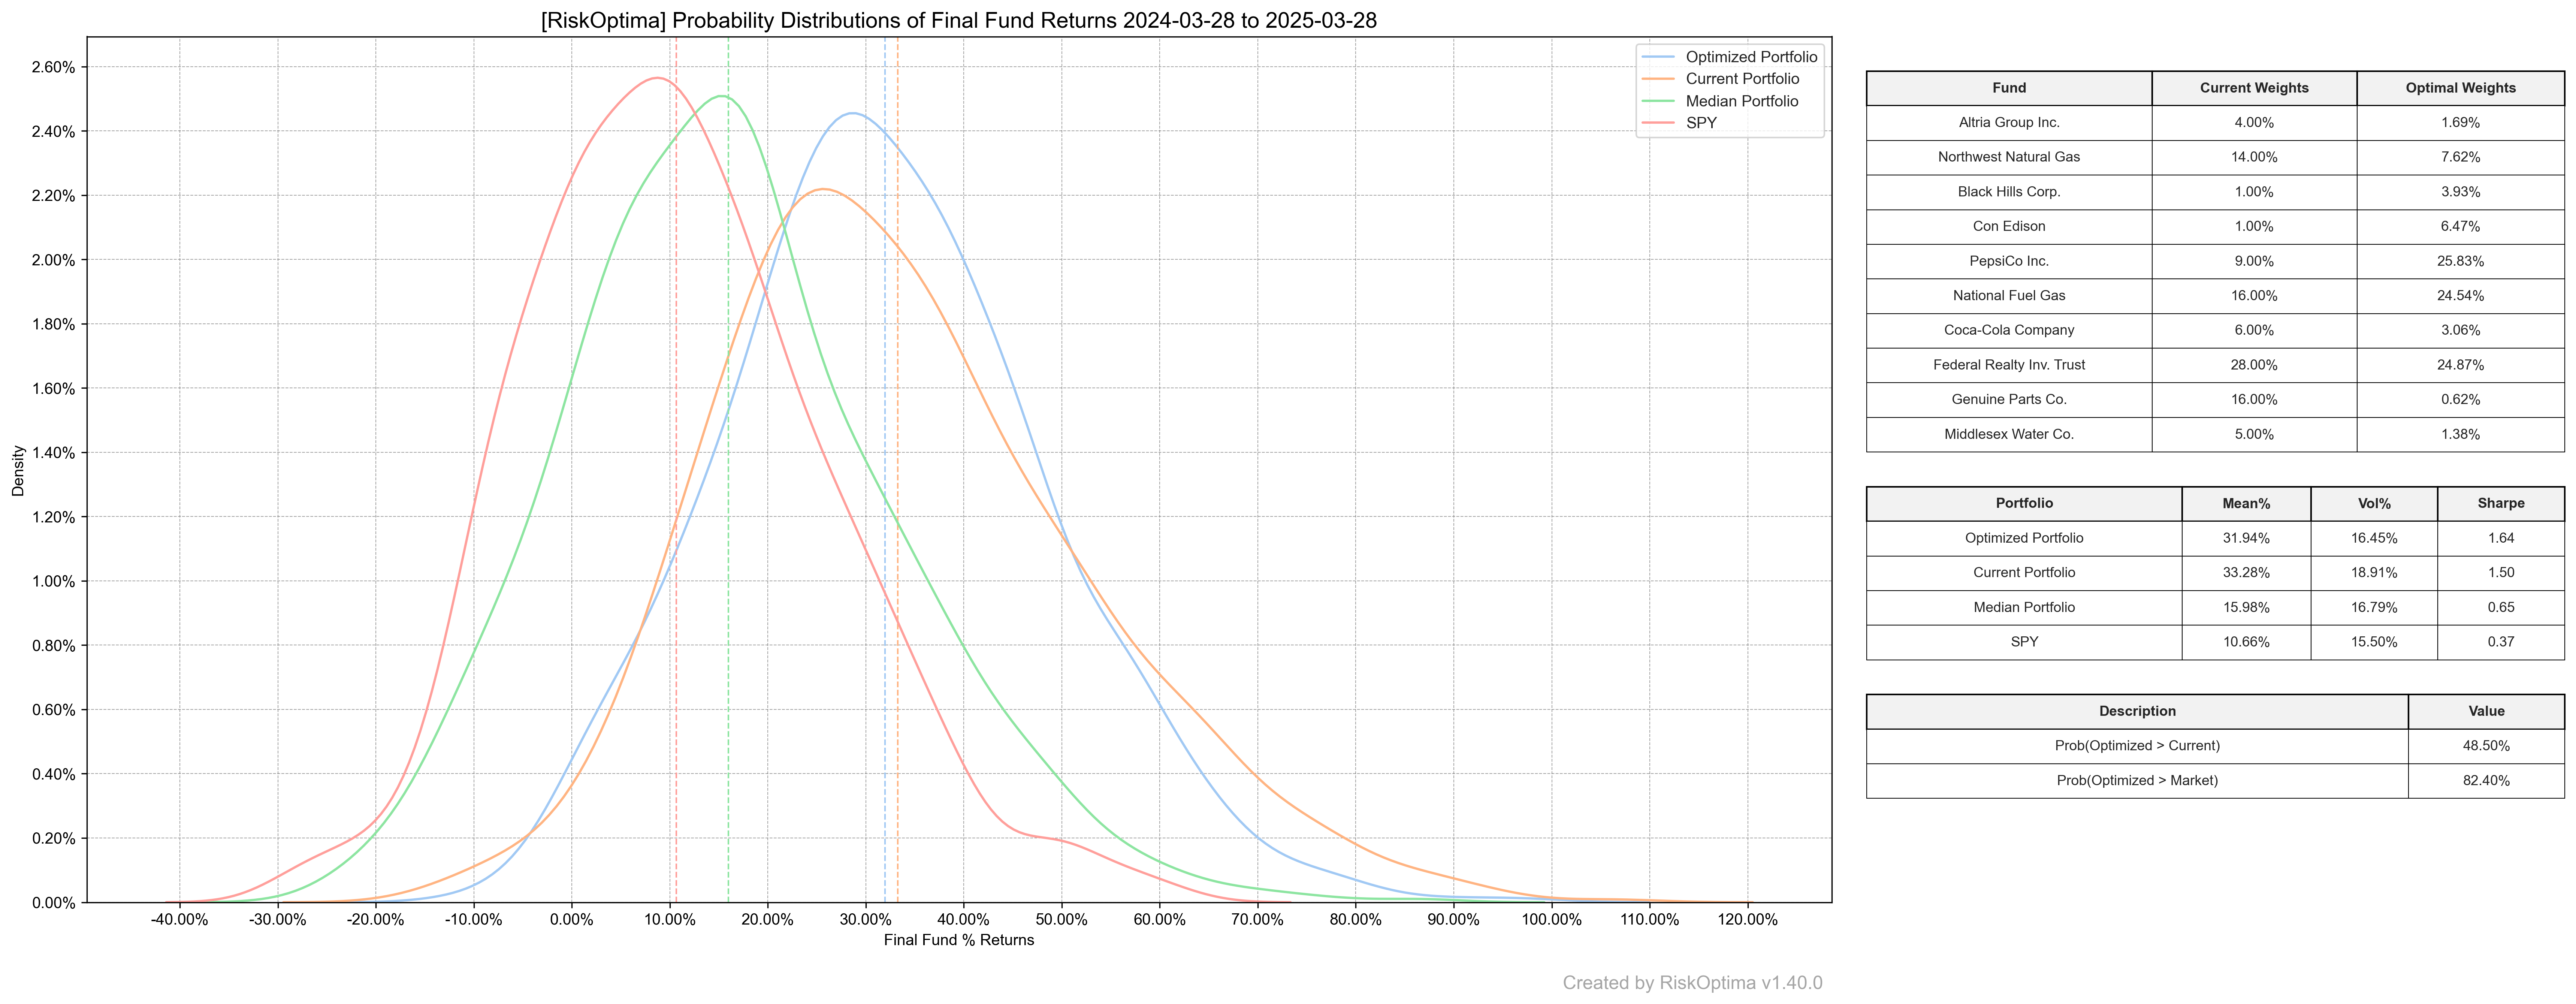 [RiskOptima] Probability Distributions of Final Fund Returns 2024-03-28 to 2025-03-28
Density
2.60%
2.40%
2.20%
2.00%
1.80%
1.60%
1.40%
1.20%
1.00%
0.80%
0.60%
0.40%
0.20%
0.00%
-40.00% -30.00% -20.00% -10.00% 0.00% 10.00% 20.00% 30.00% 40.00% 50.00% 60.00% 70.00% 80.00% 90.00% 100.00% 110.00% 120.00%
Final Fund % Returns
Optimized Portfolio
Current Portfolio
Median Portfolio
SPY
Fund Current Weights Optimal Weights
Altria Group Inc. 4.00% 1.69%
Northwest Natural Gas 14.00% 7.62%
Black Hills Corp. 1.00% 3.93%
Con Edison 1.00% 6.47%
PepsiCo Inc. 9.00% 25.83%
National Fuel Gas 16.00% 24.54%
Coca-Cola Company 6.00% 3.06%
Federal Realty Inv. Trust 28.00% 24.87%
Genuine Parts Co. 16.00% 0.62%
Middlesex Water Co. 5.00% 1.38%
Portfolio Mean% Vol% Sharpe
Optimized Portfolio 31.94% 16.45% 1.64
Current Portfolio 33.28% 18.91% 1.50
Median Portfolio 15.98% 16.79% 0.65
SPY 10.66% 15.50% 0.37
Description Value
Prob(Optimized > Current) 48.50%
Prob(Optimized > Market) 82.40%
Created by RiskOptima v1.40.0